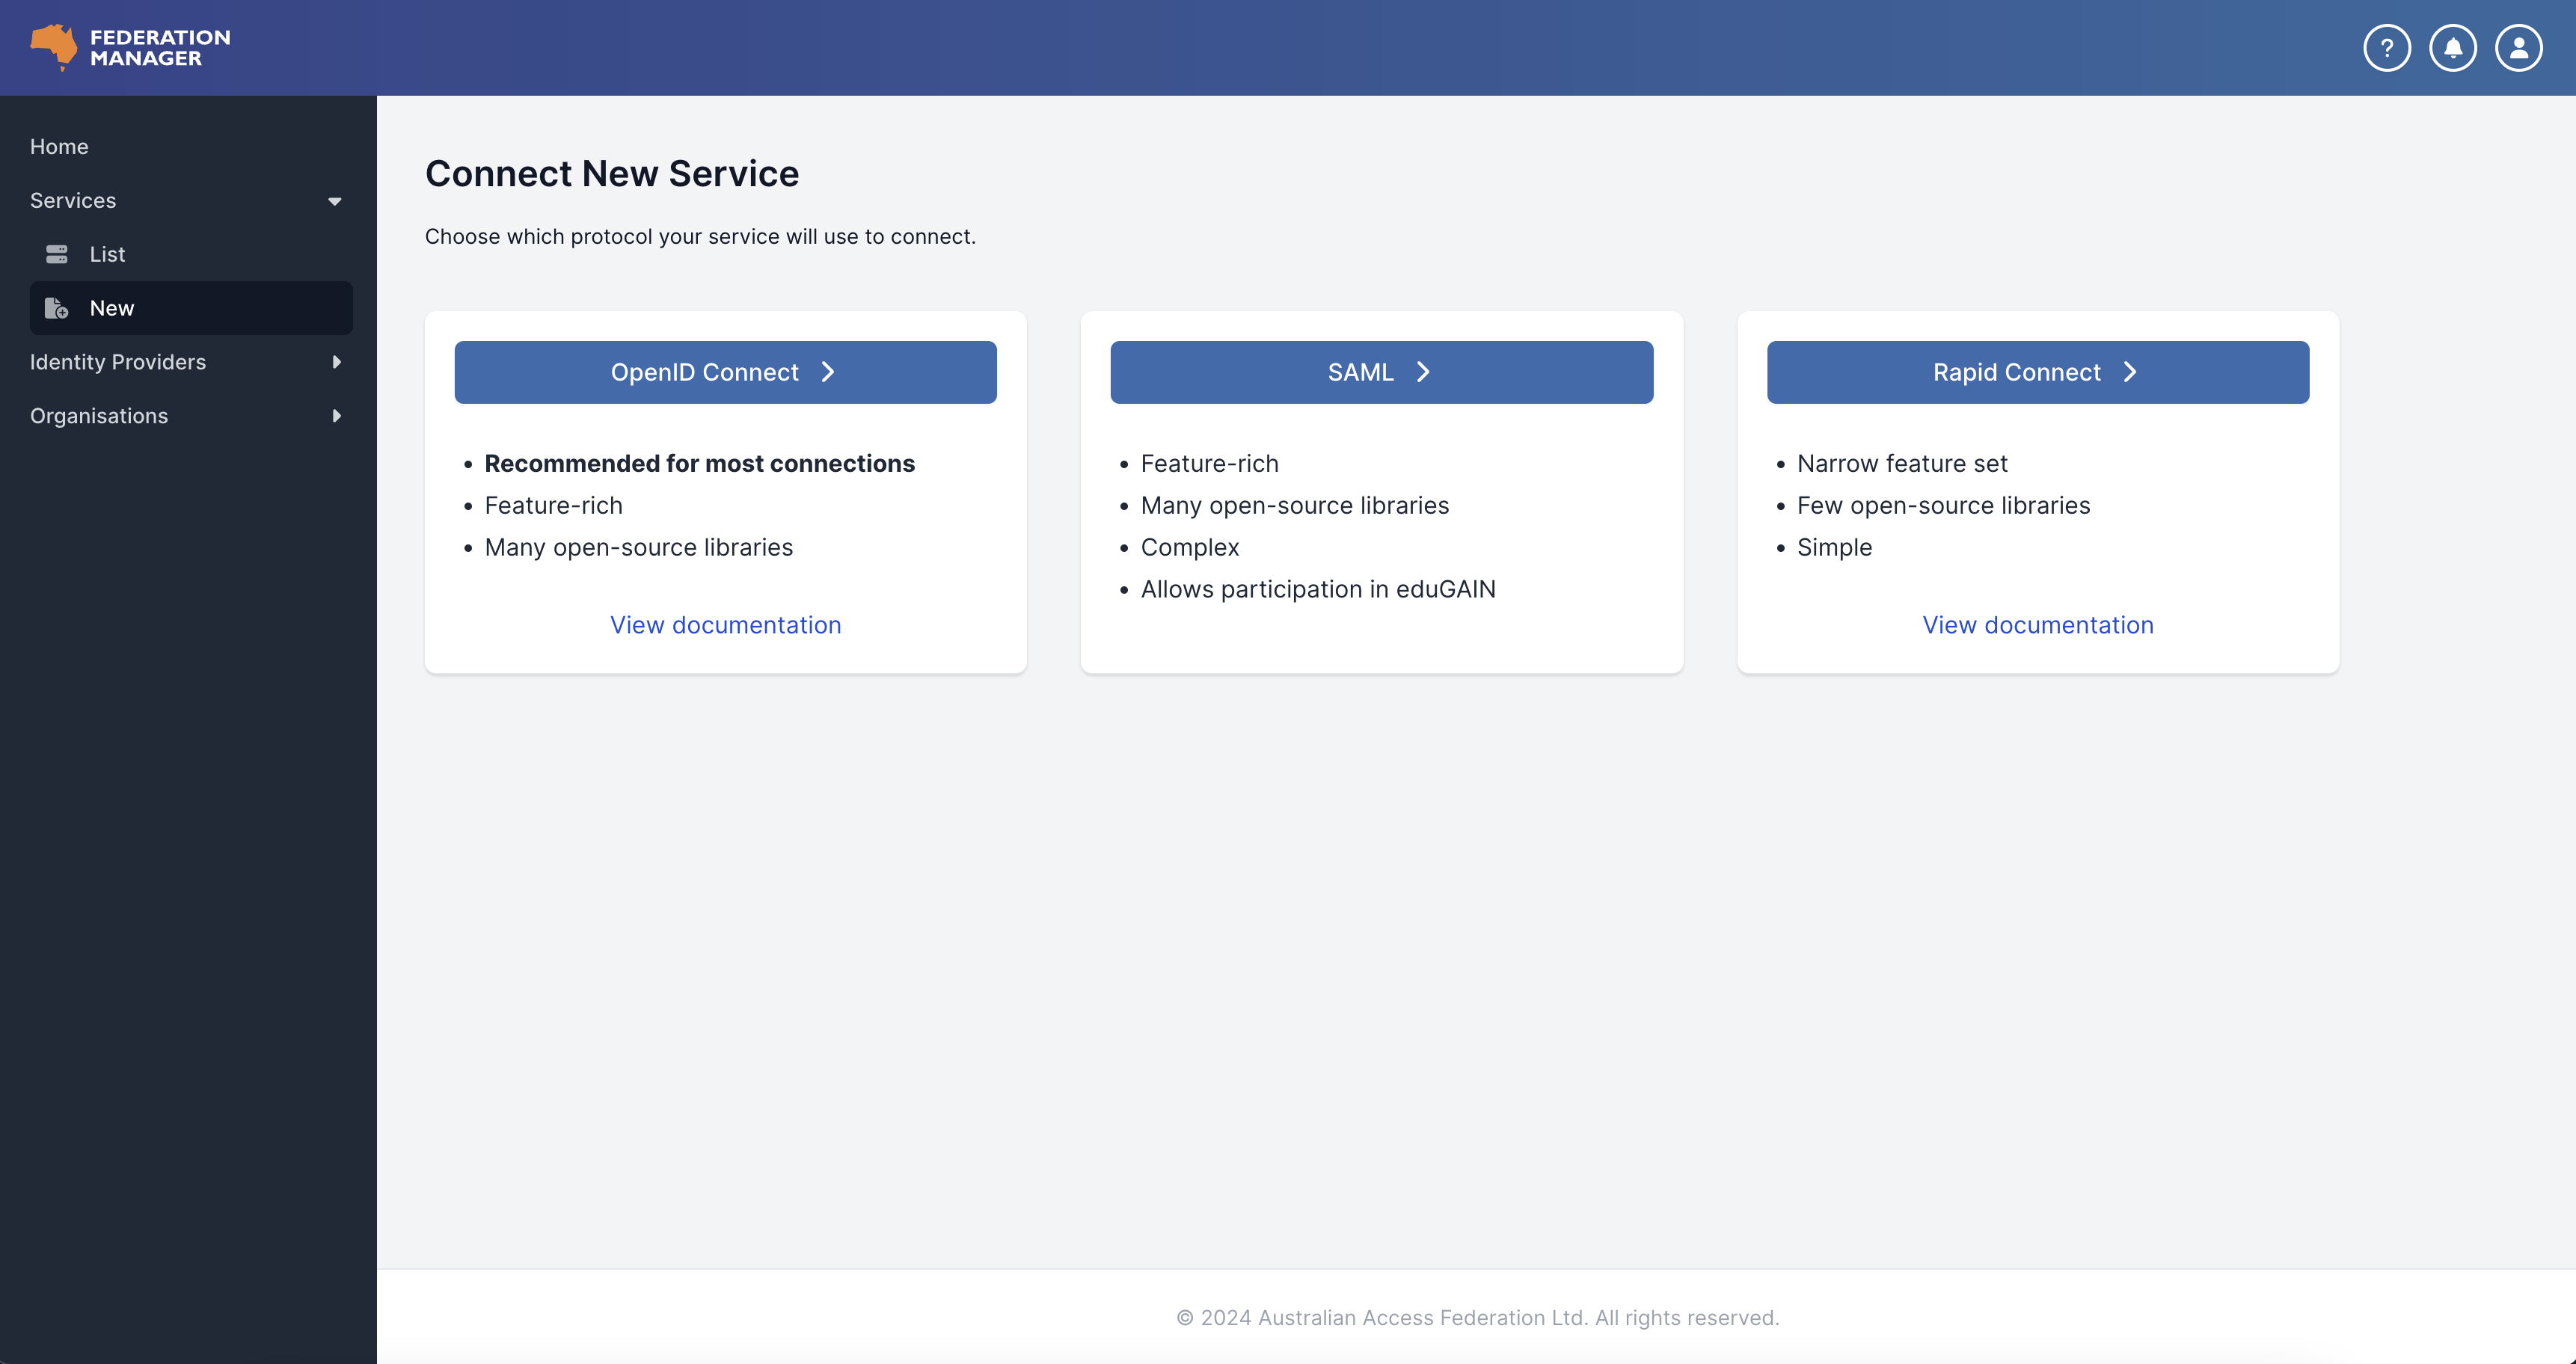 FEDERATION
MANAGER
?
Home
Services
List
New
Identity Providers
Organisations
Connect New Service
Choose which protocol your service will use to connect.
OpenID Connect
• Recommended for most connections
• Feature-rich
• Many open-source libraries
View documentation
SAML
• Feature-rich
• Many open-source libraries
• Complex
• Allows participation in eduGAIN
Rapid Connect
• Narrow feature set
• Few open-source libraries
• Simple
View documentation
© 2024 Australian Access Federation Ltd. All rights reserved.